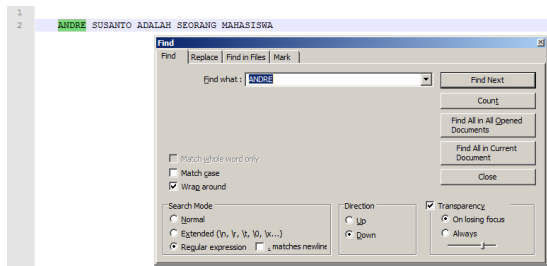 1
2 ANDRE SUSANTO ADALAH SEORANG MAHASISWA
Find
Find Replace Find in Files Mark
Find what : ANDRE
Find Next
Count
Find All in All Opened
Documents
Find All in Current
Document
Close
Match whole word only
Match case
Wrap around
Search Mode
Normal
Extended (\n, \r, \t, \0, \x...)
Regular expression . matches newline
Direction
Up
Down
Transparency
On losing focus
Always